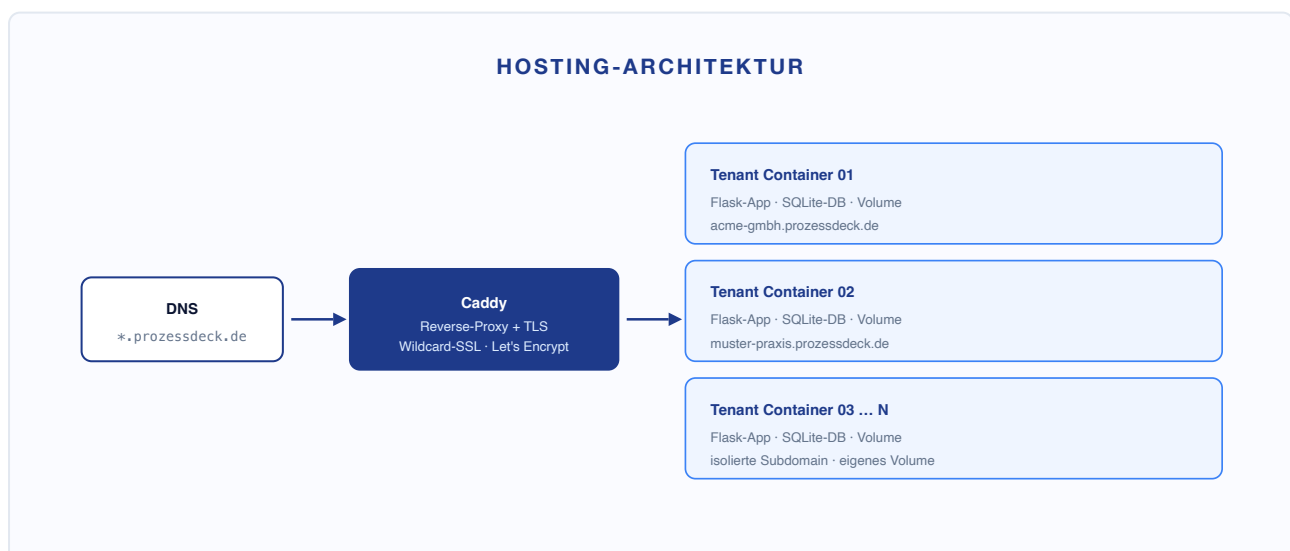 HOSTING-ARCHITEKTUR
DNS
*.prozessdeck.de
Caddy
Reverse-Proxy + TLS
Wildcard-SSL · Let's Encrypt
Tenant Container 01
Flask-App · SQLite-DB · Volume
acme-gmbh.prozessdeck.de
Tenant Container 02
Flask-App · SQLite-DB · Volume
muster-praxis.prozessdeck.de
Tenant Container 03 … N
Flask-App · SQLite-DB · Volume
isolierte Subdomain · eigenes Volume